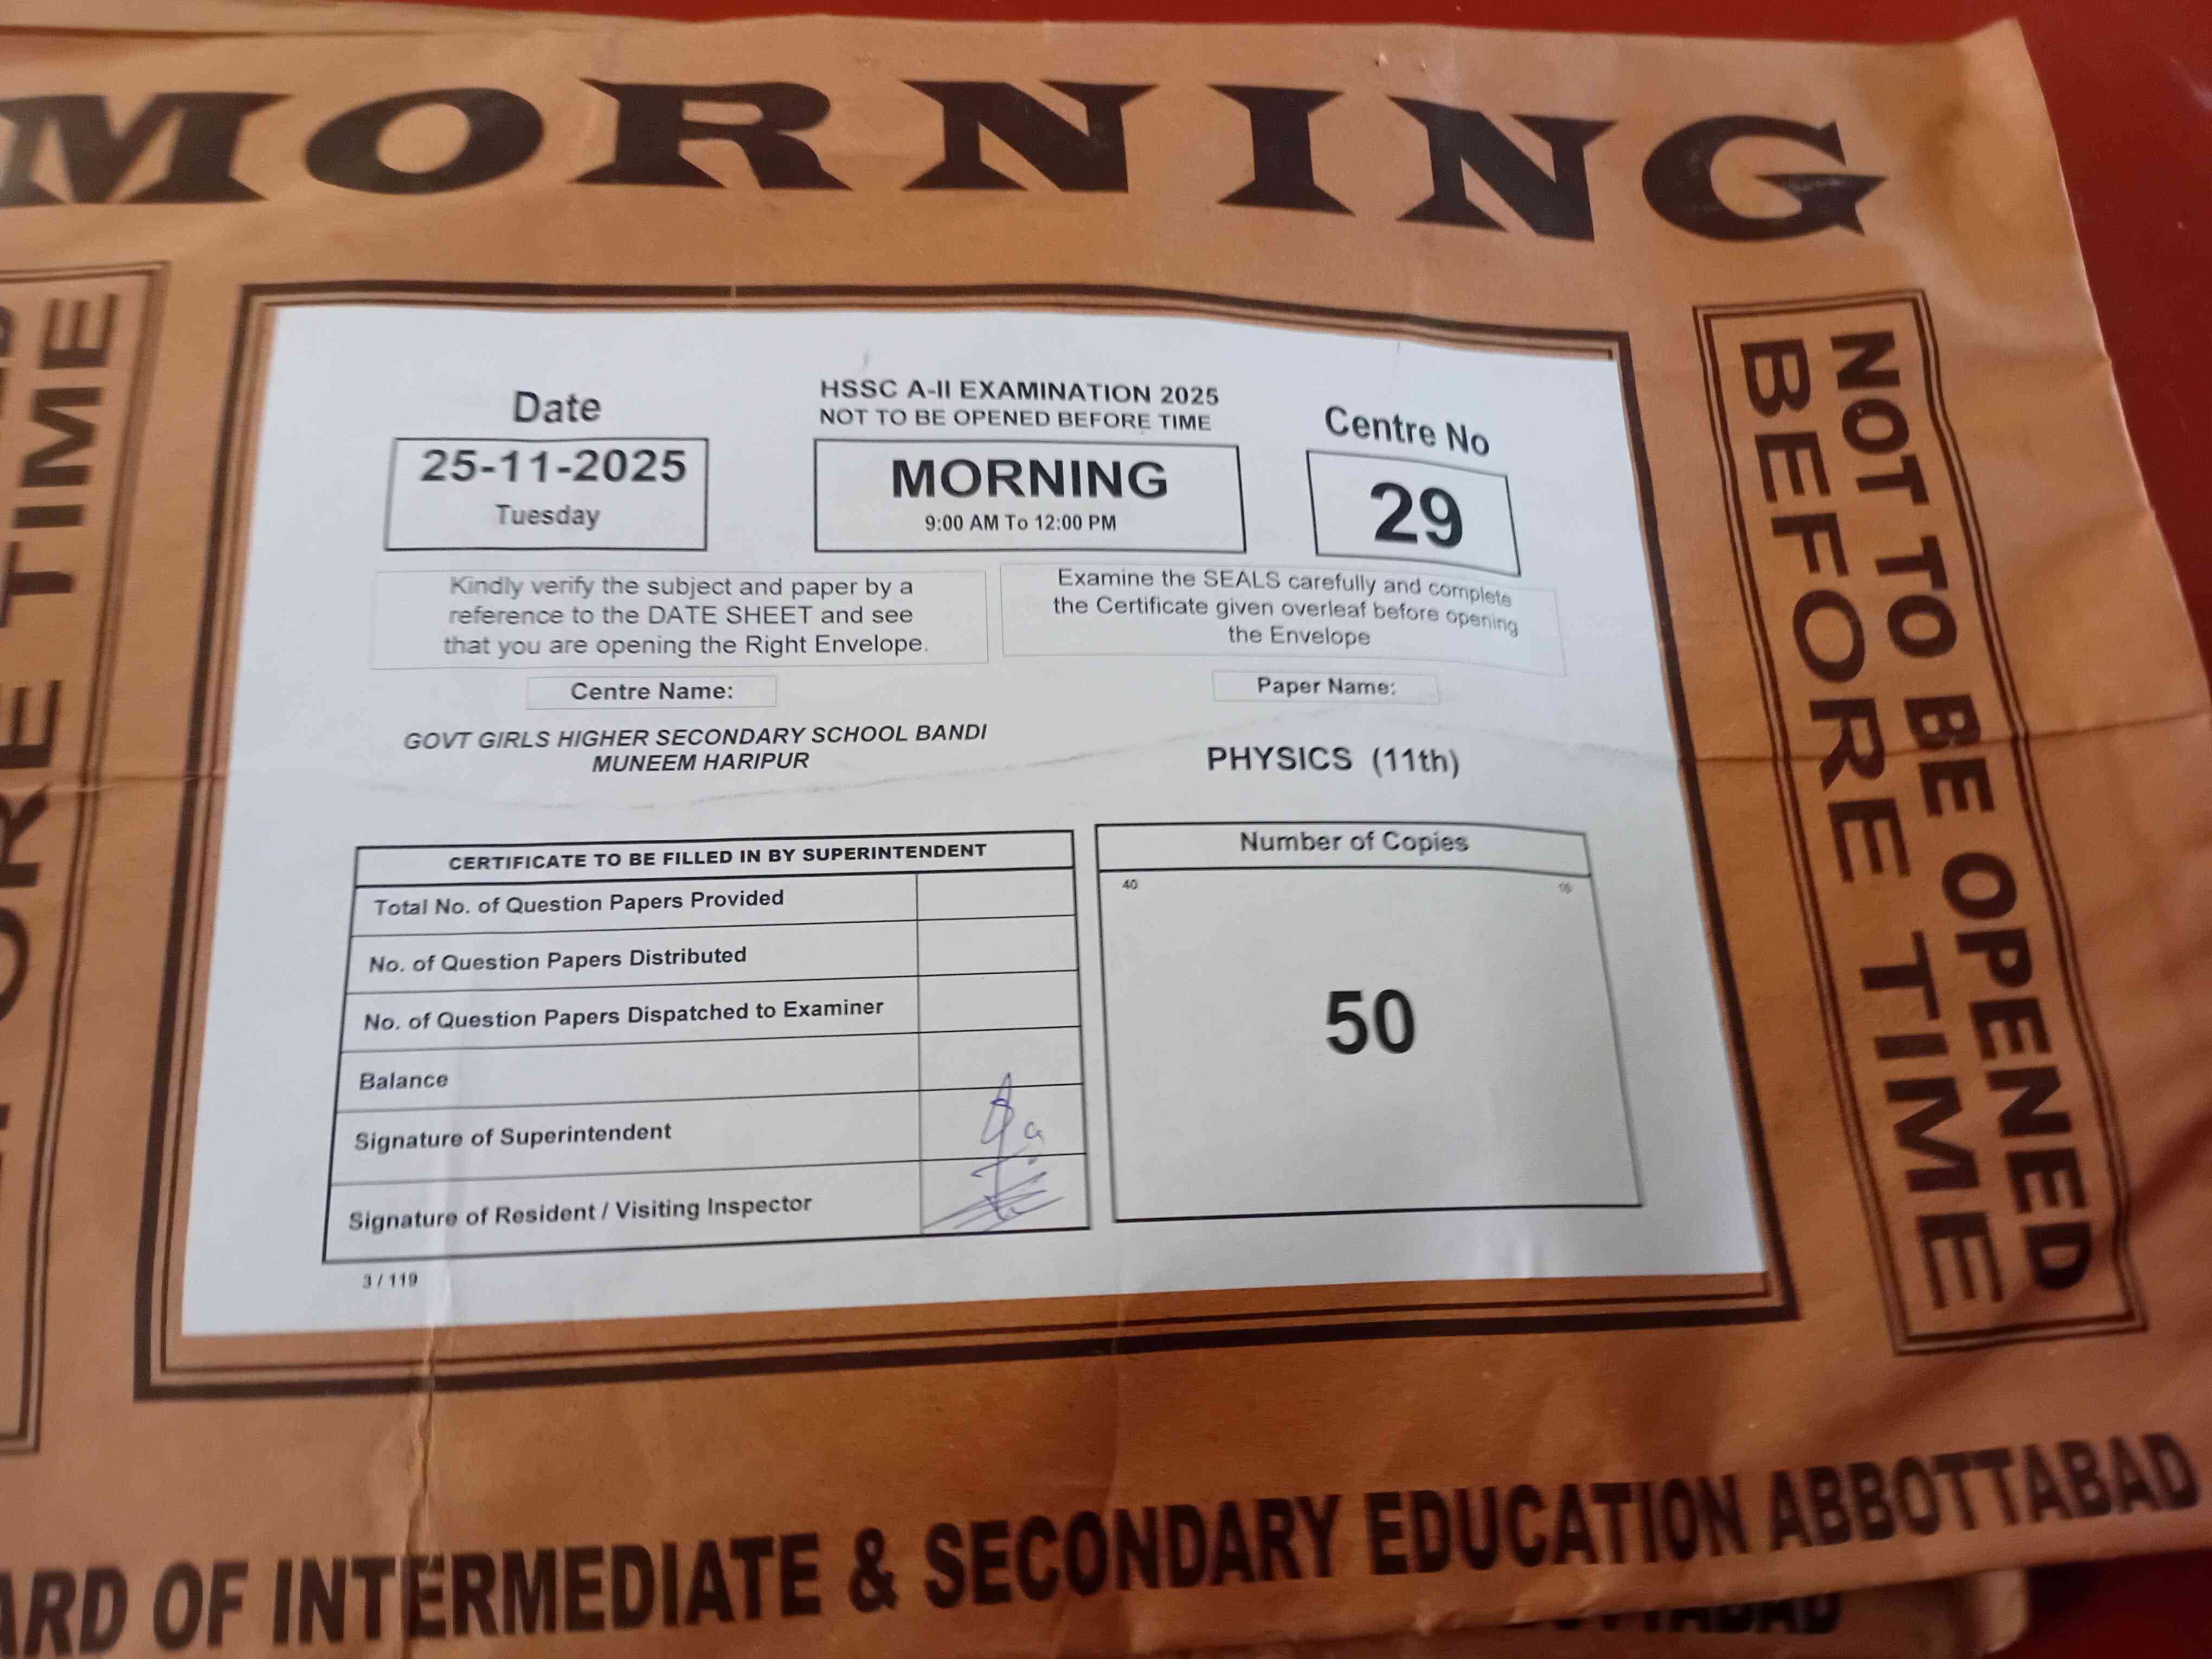 MORNING
TIME
NOT TO BE OPENED
BEFORE TIME
Date
25-11-2025
Tuesday
HSSC A-II EXAMINATION 2025
NOT TO BE OPENED BEFORE TIME
MORNING
9:00 AM To 12:00 PM
Centre No
29
Kindly verify the subject and paper by a
reference to the DATE SHEET and see
that you are opening the Right Envelope.
Examine the SEALS carefully and complete
the Certificate given overleaf before opening
the Envelope
Centre Name:
GOVT GIRLS HIGHER SECONDARY SCHOOL BANDI
MUNEEM HARIPUR
Paper Name:
PHYSICS (11th)
CERTIFICATE TO BE FILLED IN BY SUPERINTENDENT
Total No. of Question Papers Provided
No. of Question Papers Distributed
No. of Question Papers Dispatched to Examiner
Balance
Signature of Superintendent
Signature of Resident / Visiting Inspector
3 / 119
Number of Copies
40
50
ARD OF INTERMEDIATE & SECONDARY EDUCATION ABBOTTABAD